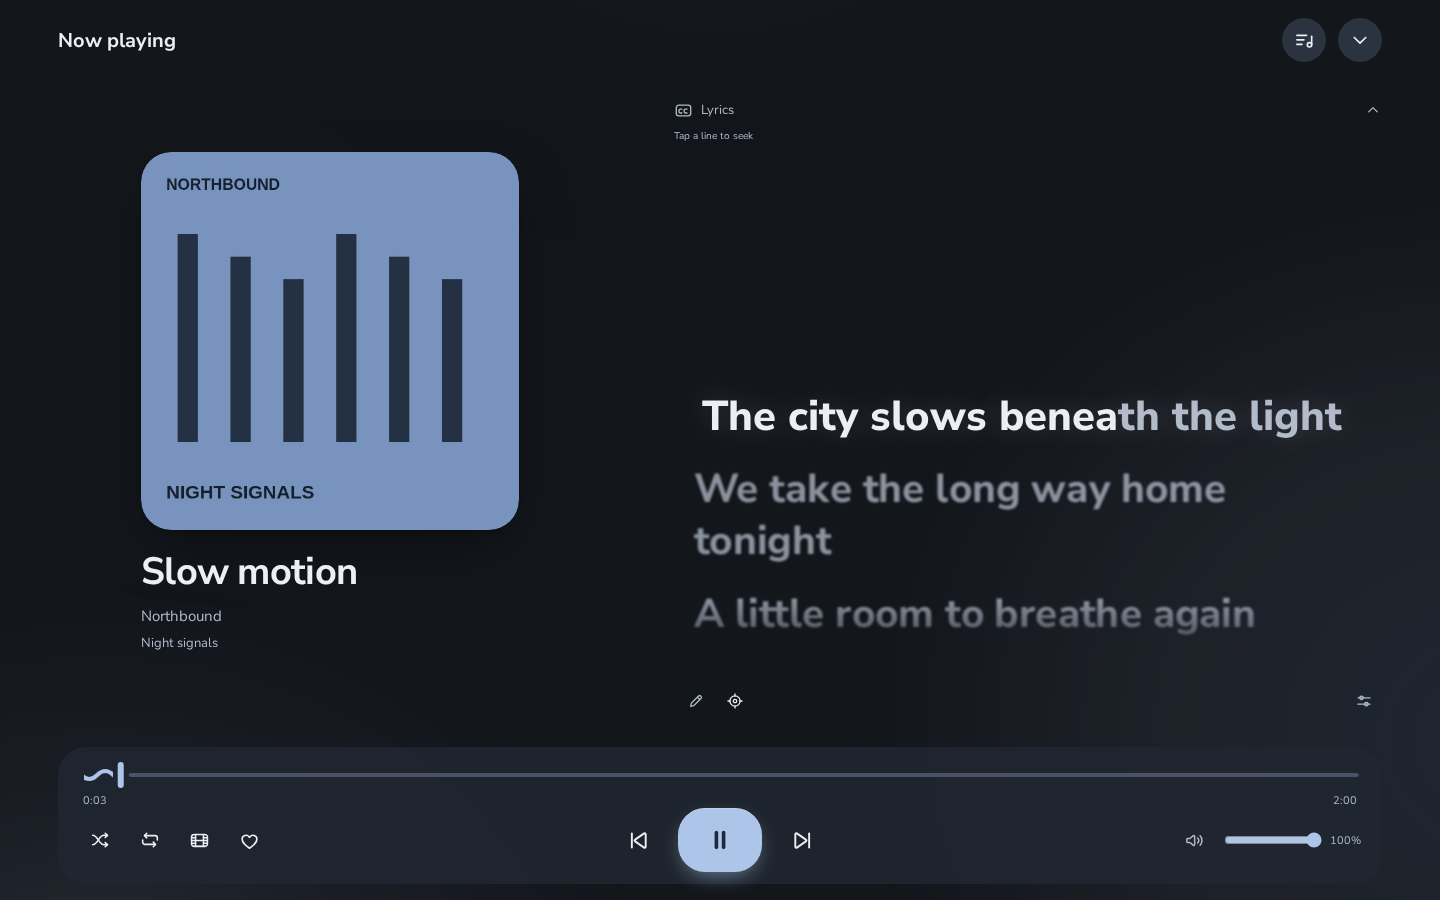 Now playing
Lyrics
Tap a line to seek
NORTHBOUND
NIGHT SIGNALS
Slow motion
Northbound
Night signals
The city slows beneath the light
We take the long way home
tonight
A little room to breathe again
0:03
2:00
100%